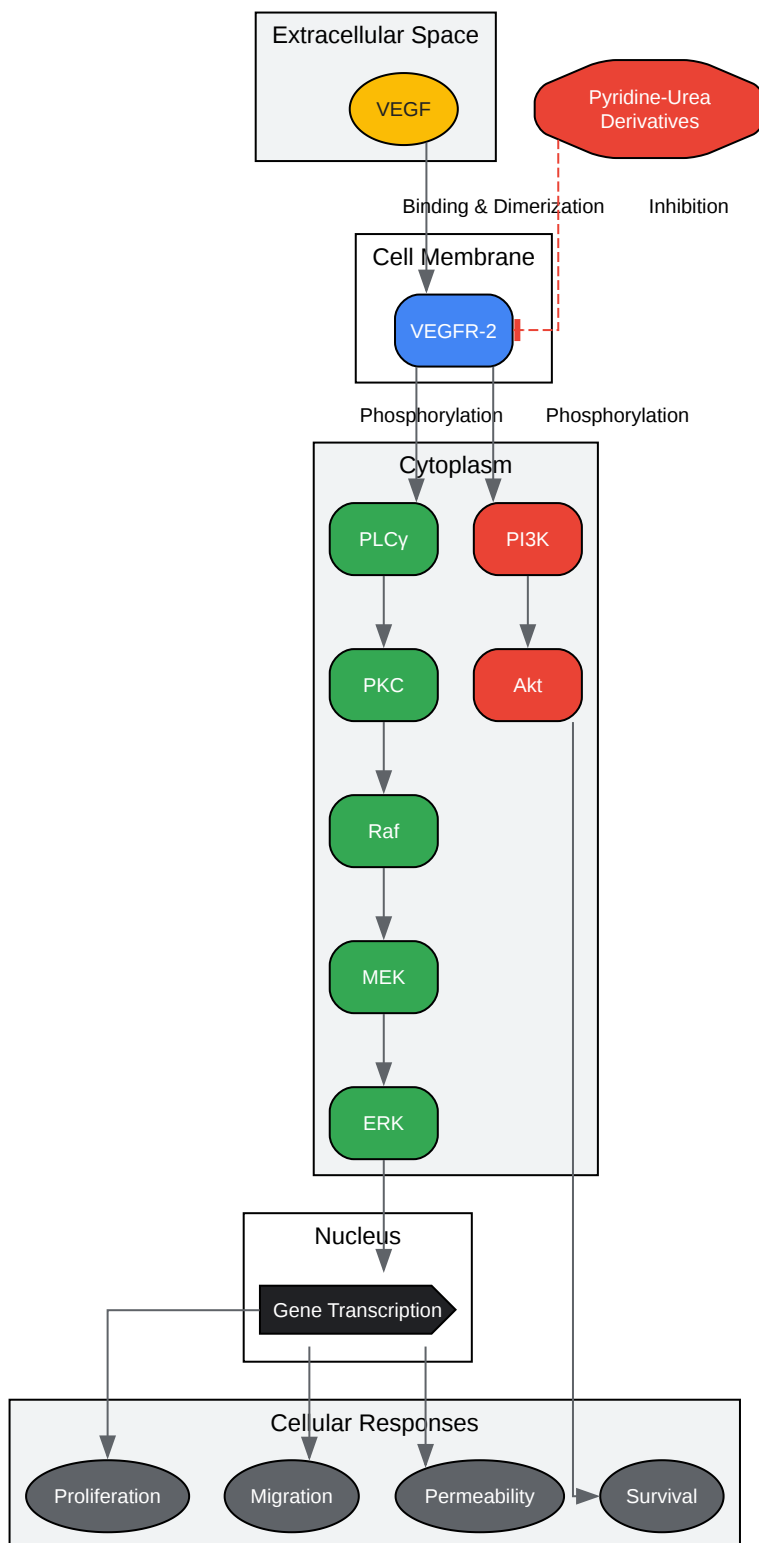 Extracellular Space
VEGF
Pyridine-Urea
Derivatives
Binding & Dimerization
Inhibition
Cell Membrane
VEGFR-2
Phosphorylation
Phosphorylation
Cytoplasm
PLCγ
PI3K
PKC
Akt
Raf
MEK
ERK
Nucleus
Gene Transcription
Cellular Responses
Proliferation
Migration
Permeability
Survival